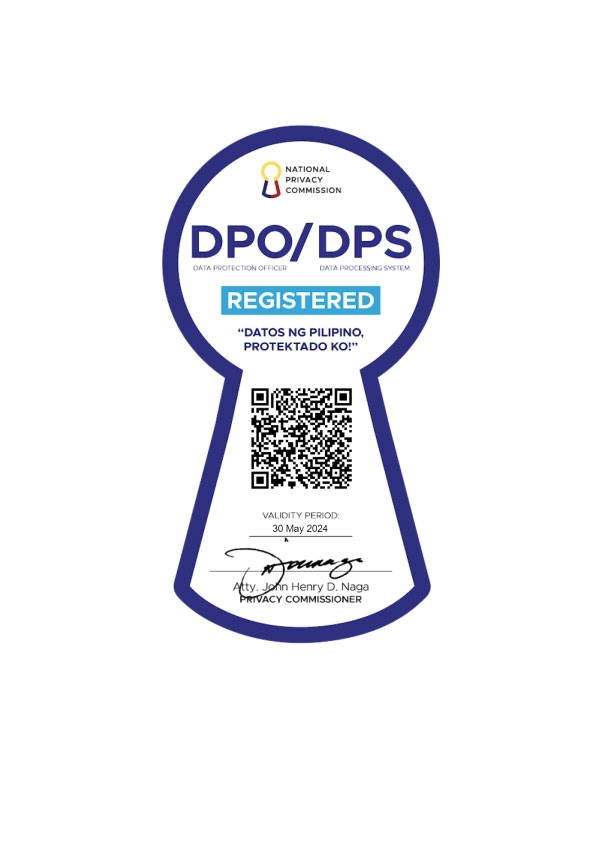 NATIONAL
PRIVACY
COMMISSION
DPO/DPS
DATA PROTECTION OFFICER DATA PROCESSING SYSTEM
REGISTERED
“DATOS NG PILIPINO,
PROTEKTADO KO!”
VALIDITY PERIOD:
30 May 2024
Atty. John Henry D. Naga
PRIVACY COMMISSIONER